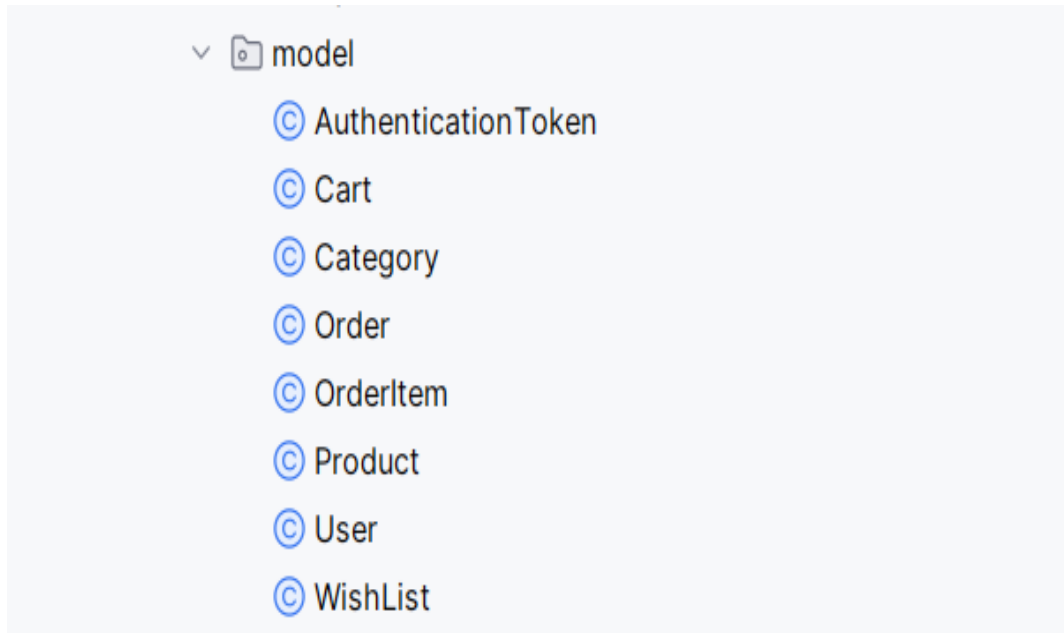 model
AuthenticationToken
Cart
Category
Order
OrderItem
Product
User
WishList